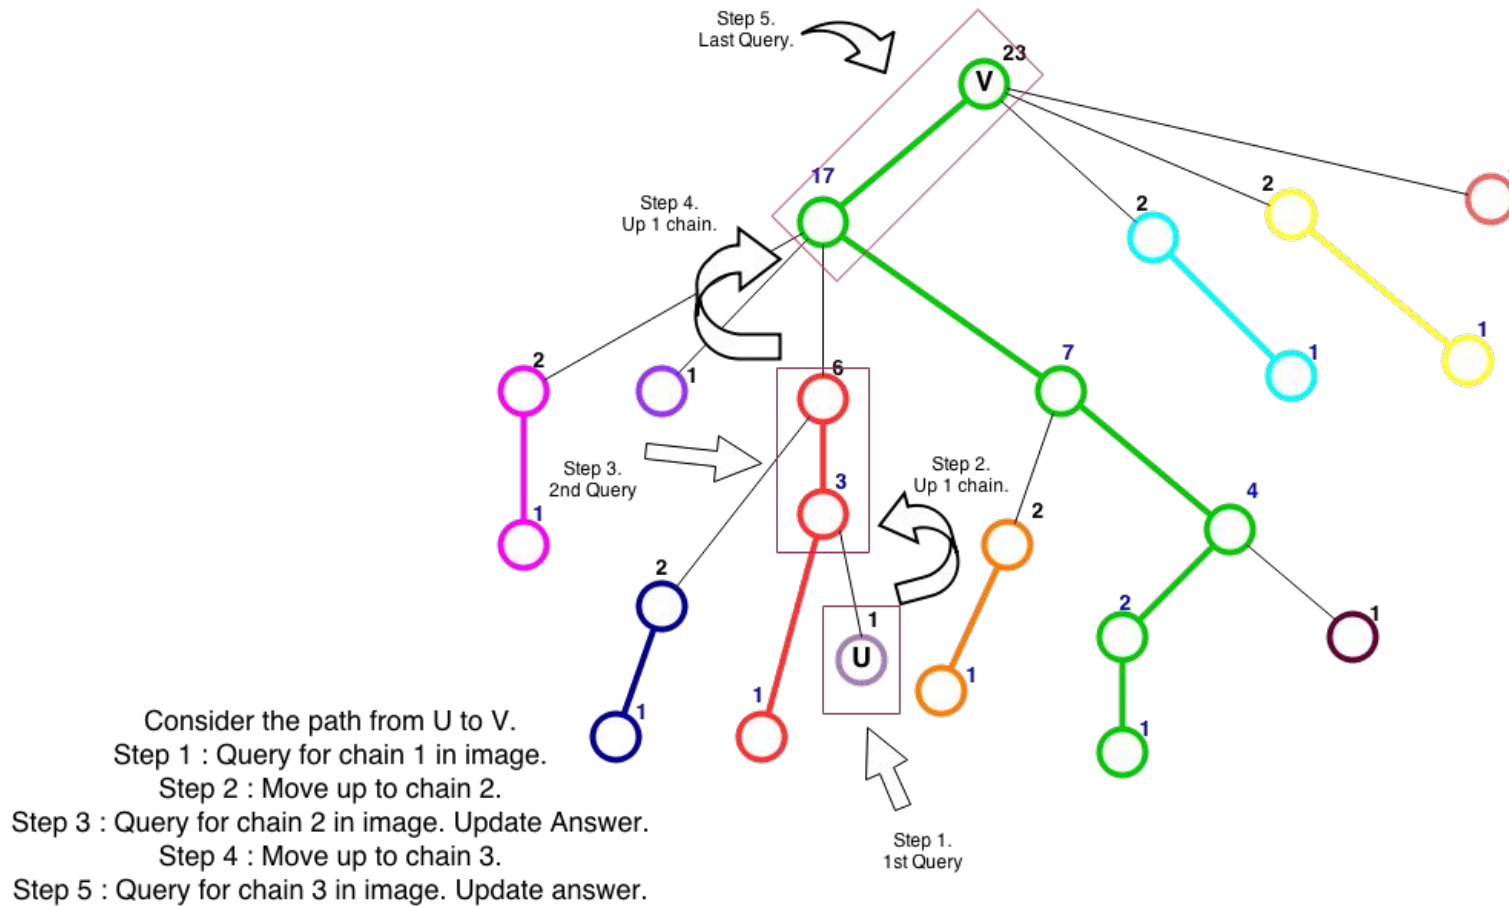 Step 5.
Last Query.
23
V
17
Step 4.
Up 1 chain.
2
2
1
1
7
2
1
6
Step 3.
2nd Query
3
Step 2.
Up 1 chain.
4
1
2
2
1
U
2
1
1
1
1
1
1
Step 1.
1st Query
Consider the path from U to V.
Step 1 : Query for chain 1 in image.
Step 2 : Move up to chain 2.
Step 3 : Query for chain 2 in image. Update Answer.
Step 4 : Move up to chain 3.
Step 5 : Query for chain 3 in image. Update answer.